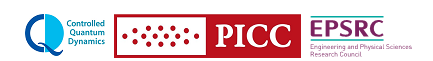 Controlled
Quantum
Dynamics
PICC
EPSRC
Engineering and Physical Sciences
Research Council